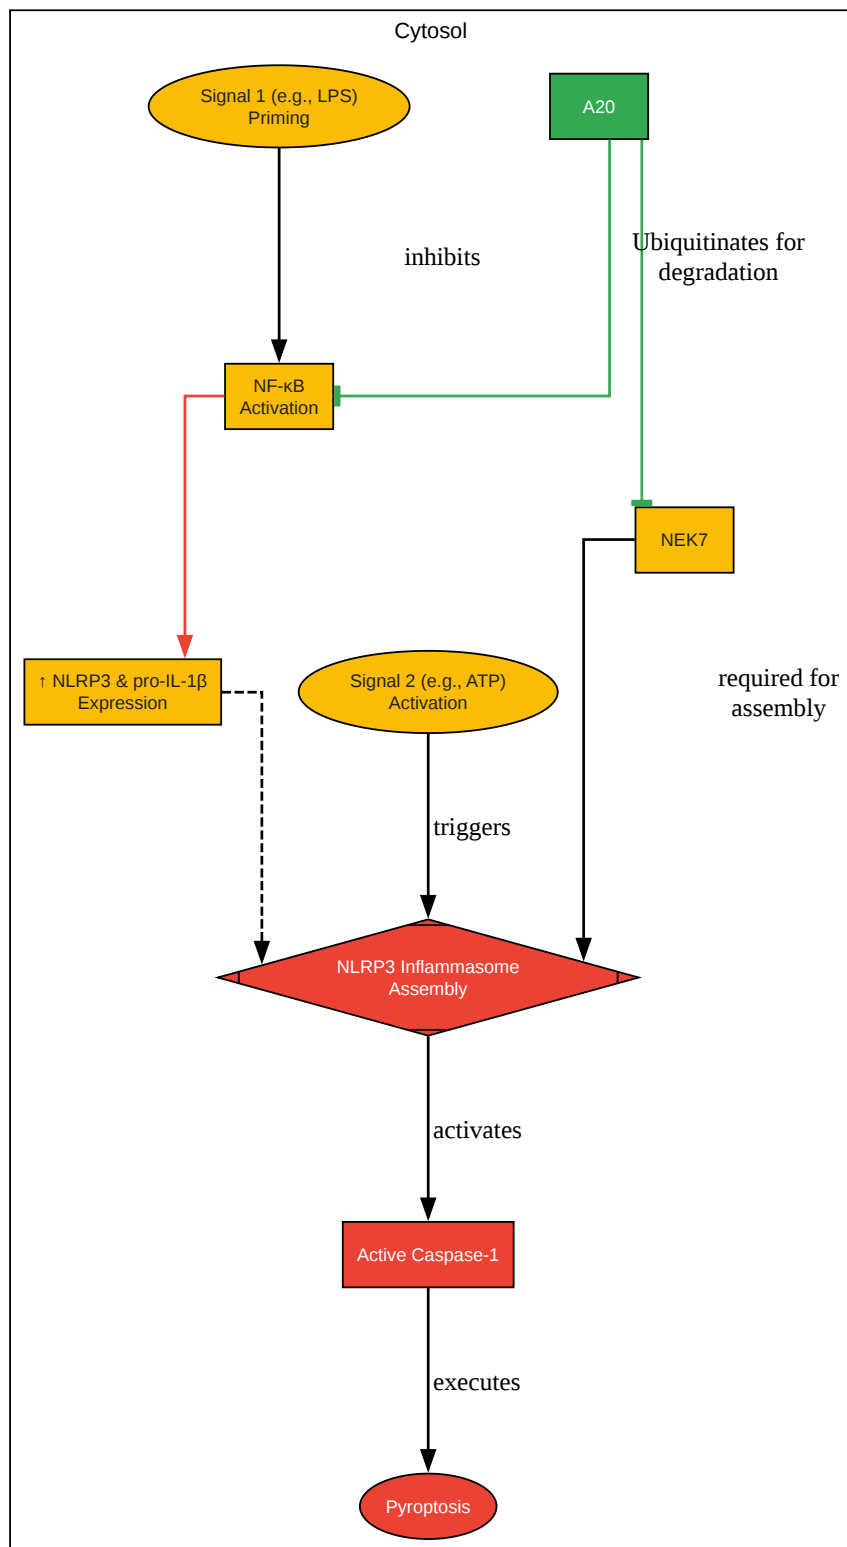 Cytosol
Signal 1 (e.g., LPS)
Priming
A20
inhibits
Ubiquitinates for
degradation
NF-κB
Activation
NEK7
↑ NLRP3 & pro-IL-1β
Expression
Signal 2 (e.g., ATP)
Activation
required for
assembly
triggers
NLRP3 Inflammasome
Assembly
activates
Active Caspase-1
executes
Pyroptosis